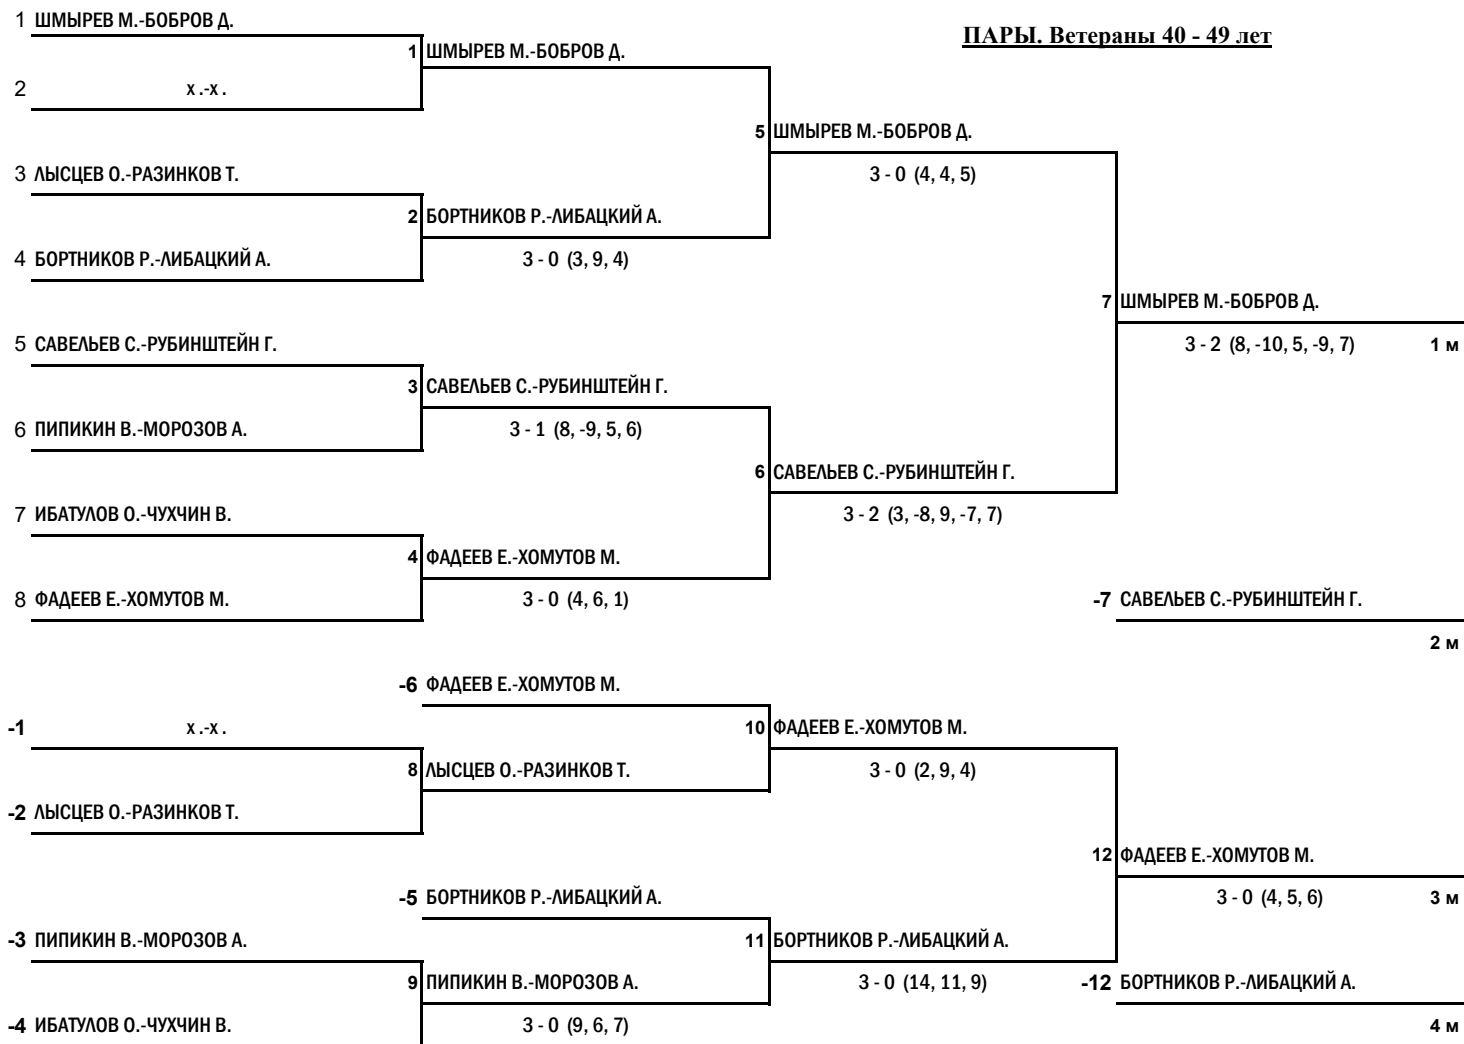 1 ШМЫРЕВ М.-БОБРОВ Д.
ПАРЫ. Ветераны 40 - 49 лет
1 ШМЫРЕВ М.-БОБРОВ Д.
2 х .-х .
5 ШМЫРЕВ М.-БОБРОВ Д.
3 ЛЫСЦЕВ О.-РАЗИНКОВ Т.
3 - 0 (4, 4, 5)
2 БОРТНИКОВ Р.-ЛИБАЦКИЙ А.
4 БОРТНИКОВ Р.-ЛИБАЦКИЙ А.
3 - 0 (3, 9, 4)
7 ШМЫРЕВ М.-БОБРОВ Д.
5 САВЕЛЬЕВ С.-РУБИНШТЕЙН Г.
3 - 2 (8, -10, 5, -9, 7) 1 м
3 САВЕЛЬЕВ С.-РУБИНШТЕЙН Г.
6 ПИПИКИН В.-МОРОЗОВ А.
3 - 1 (8, -9, 5, 6)
6 САВЕЛЬЕВ С.-РУБИНШТЕЙН Г.
7 ИБАТУЛОВ О.-ЧУХЧИН В.
3 - 2 (3, -8, 9, -7, 7)
4 ФАДЕЕВ Е.-ХОМУТОВ М.
8 ФАДЕЕВ Е.-ХОМУТОВ М.
3 - 0 (4, 6, 1)
-7 САВЕЛЬЕВ С.-РУБИНШТЕЙН Г.
2 м
-6 ФАДЕЕВ Е.-ХОМУТОВ М.
-1 х .-х .
10 ФАДЕЕВ Е.-ХОМУТОВ М.
8 ЛЫСЦЕВ О.-РАЗИНКОВ Т.
3 - 0 (2, 9, 4)
-2 ЛЫСЦЕВ О.-РАЗИНКОВ Т.
12 ФАДЕЕВ Е.-ХОМУТОВ М.
-5 БОРТНИКОВ Р.-ЛИБАЦКИЙ А.
3 - 0 (4, 5, 6) 3 м
-3 ПИПИКИН В.-МОРОЗОВ А.
11 БОРТНИКОВ Р.-ЛИБАЦКИЙ А.
9 ПИПИКИН В.-МОРОЗОВ А.
3 - 0 (14, 11, 9)
-12 БОРТНИКОВ Р.-ЛИБАЦКИЙ А.
-4 ИБАТУЛОВ О.-ЧУХЧИН В.
3 - 0 (9, 6, 7)
4 м